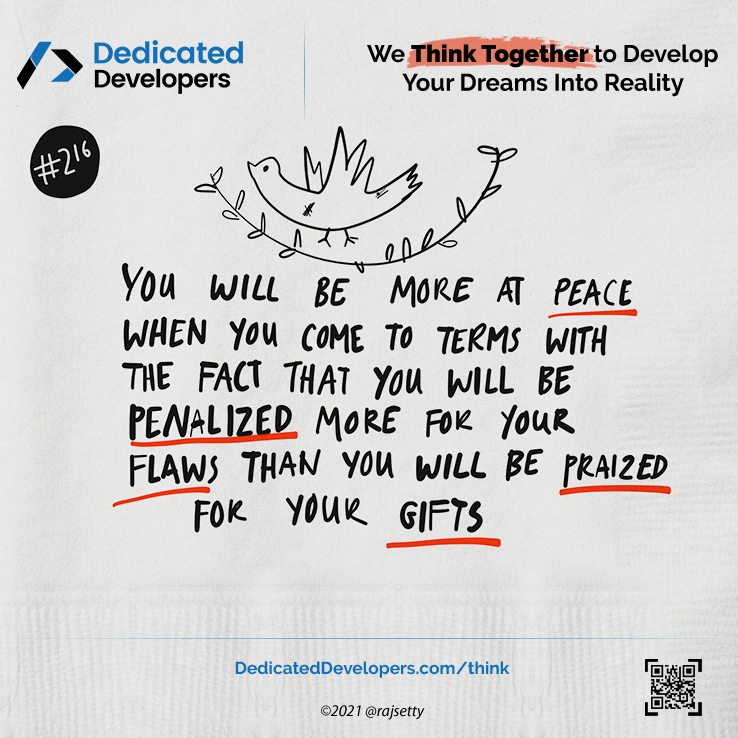 Dedicated
Developers
We Think Together to Develop
Your Dreams Into Reality
#216
YOU WILL BE MORE AT PEACE
WHEN YOU COME TO TERMS WITH
THE FACT THAT YOU WILL BE
PENALIZED MORE FOR YOUR
FLAWS THAN YOU WILL BE PRAIZED
FOR YOUR GIFTS
DedicatedDevelopers.com/think
©2021 @rajsetty